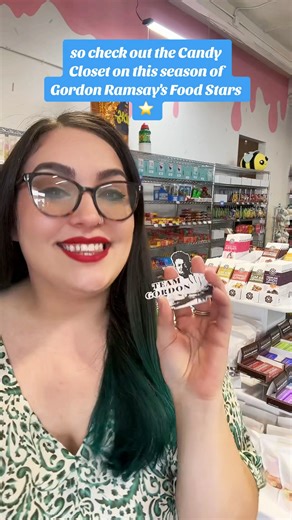 so check out the Candy
Closet on this season of
Gordon Ramsay's Food Stars
TEAM
GORDON